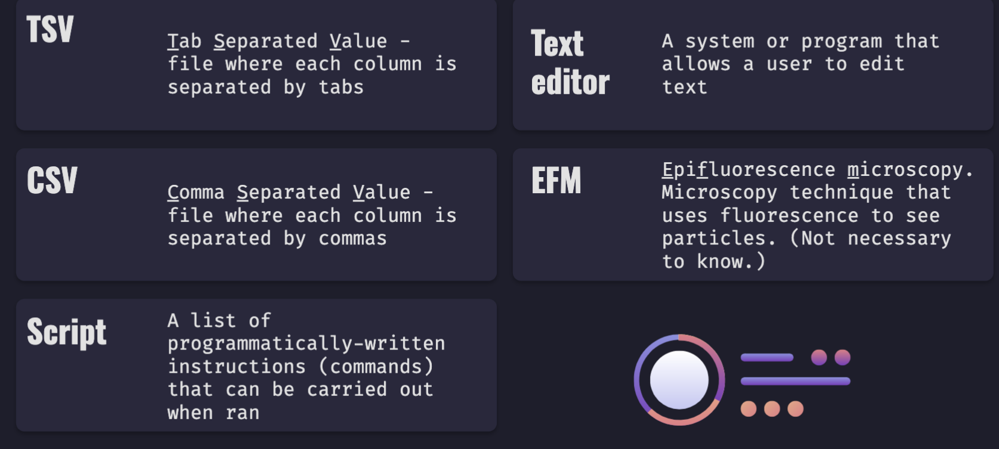 TSV
Tab Separated Value -
file where each column is
separated by tabs
Text
editor
A system or program that
allows a user to edit
text
CSV
Comma Separated Value -
file where each column is
separated by commas
EFM
Epifluorescence microscopy.
Microscopy technique that
uses fluorescence to see
particles. (Not necessary
to know.)
Script
A list of
programmatically-written
instructions (commands)
that can be carried out
when ran